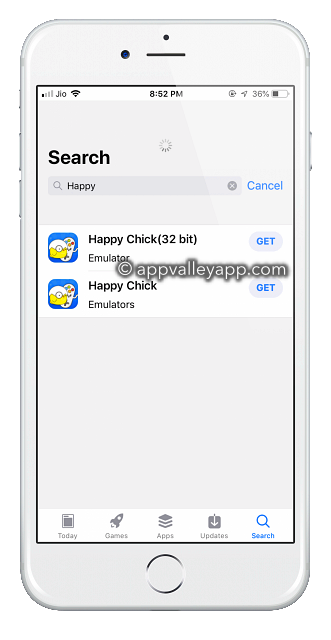 Jio 8:52 PM 36%
Search
Happy Cancel
Happy Chick(32 bit) GET
Emulator
© appvalleyapp.com
Happy Chick GET
Emulators
Today Games Apps Updates Search